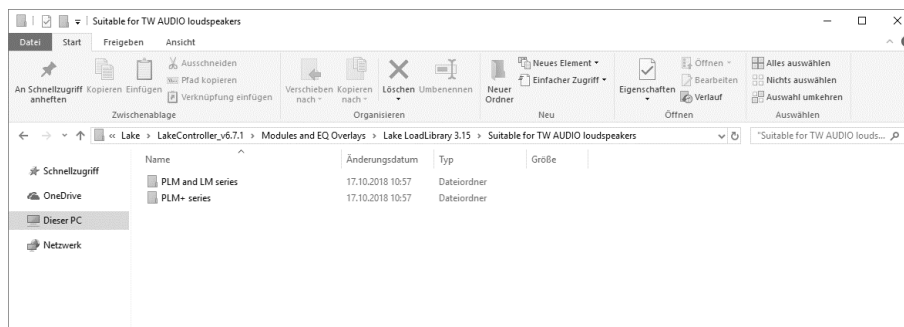 Suitable for TW AUDIO loudspeakers
Datei Start Freigeben Ansicht
An Schnellzugriff anheften
Kopieren
Einfügen
Ausschneiden
Pfad kopieren
Verknüpfung einfügen
Zwischenablage
Verschieben nach
Kopieren nach
Löschen
Umbenennen
Organisieren
Neuer Ordner
Neues Element
Einfacher Zugriff
Neu
Eigenschaften
Öffnen
Bearbeiten
Verlauf
Öffnen
Alles auswählen
Nichts auswählen
Auswahl umkehren
Auswählen
« Lake › LakeController_v6.7.1 › Modules and EQ Overlays › Lake LoadLibrary 3.15 › Suitable for TW AUDIO loudspeakers
"Suitable for TW AUDIO louds...
Schnellzugriff
OneDrive
Dieser PC
Netzwerk
Name Änderungsdatum Typ Größe
PLM and LM series 17.10.2018 10:57 Dateiordner
PLM+ series 17.10.2018 10:57 Dateiordner